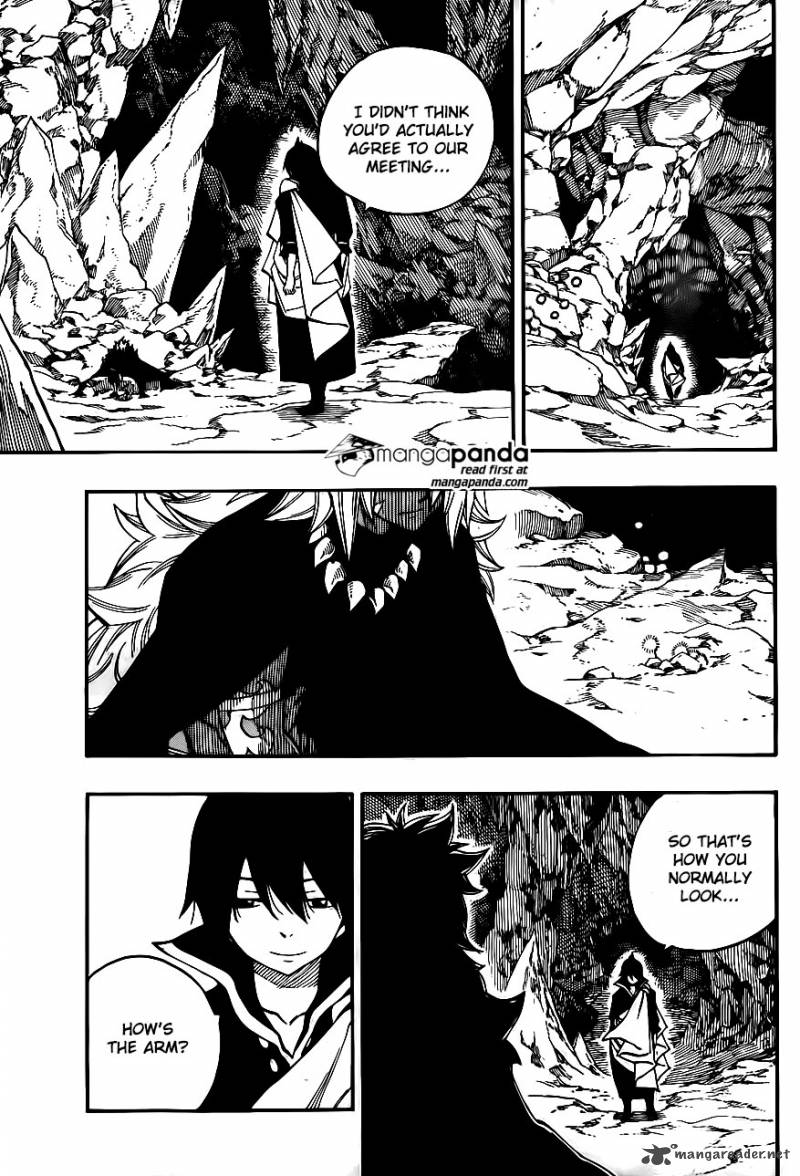 I DIDN'T THINK
YOU'D ACTUALLY
AGREE TO OUR
MEETING...
mangapanda
read first at
mangapanda.com
SO THAT'S
HOW YOU
NORMALLY
LOOK...
HOW'S
THE ARM?
mangareader.net